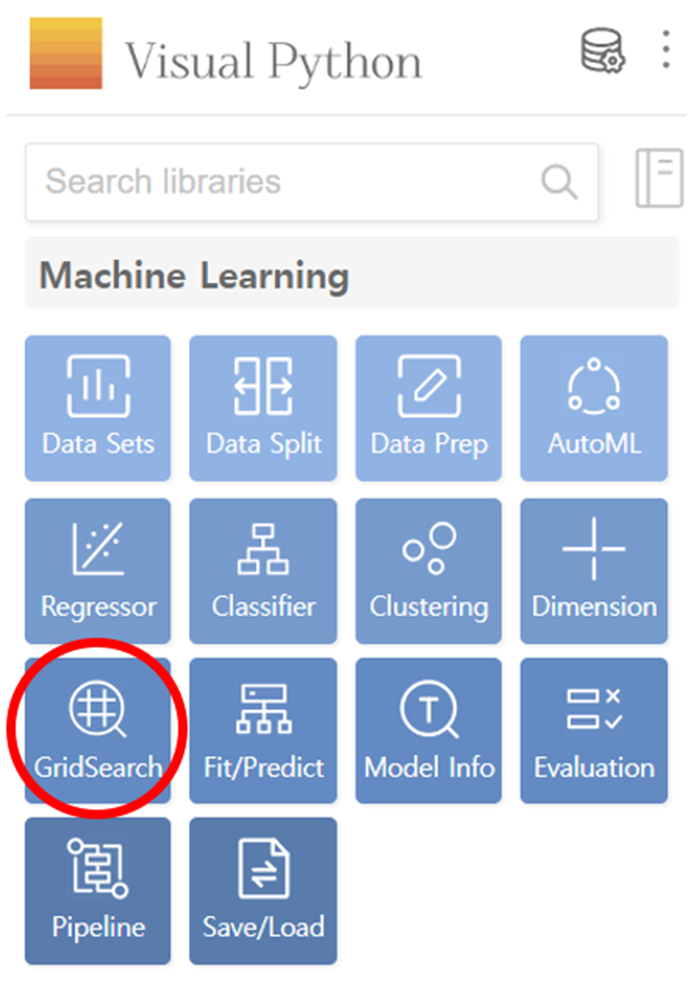 Visual Python
Search libraries
Machine Learning
Data Sets
Data Split
Data Prep
AutoML
Regressor
Classifier
Clustering
Dimension
GridSearch
Fit/Predict
Model Info
Evaluation
Pipeline
Save/Load